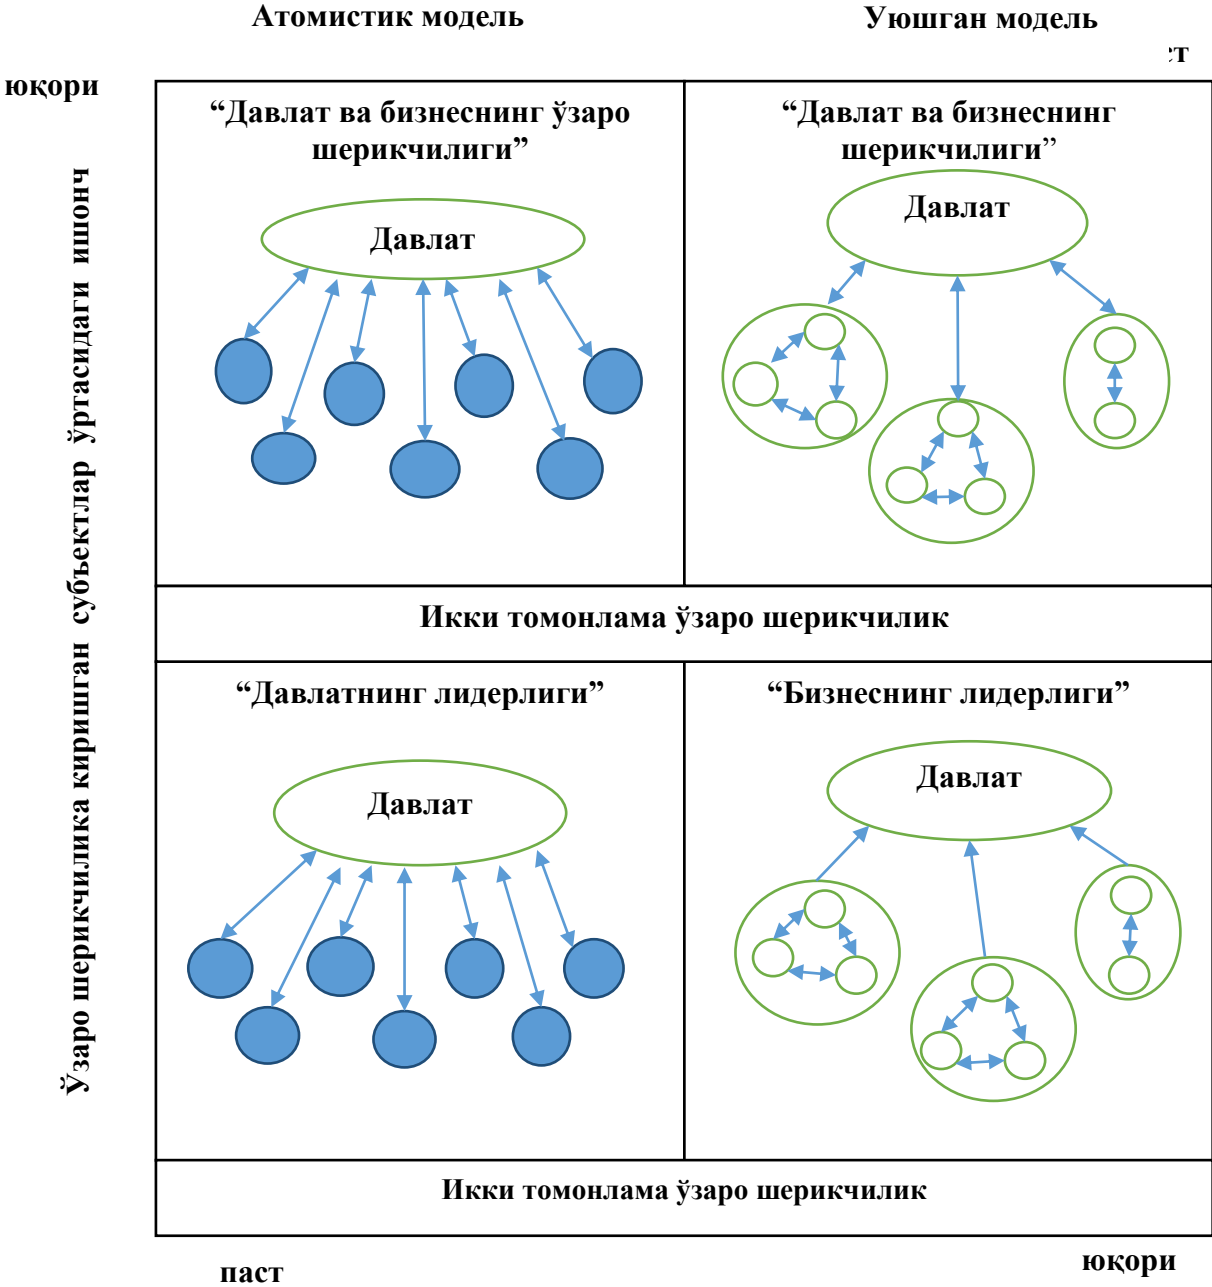 Атомистик модель
Уюшган модель
ст
юқори
“Давлат ва бизнеснинг ўзаро
шерикчилиги”
“Давлат ва бизнеснинг
шерикчилиги”
Давлат
Давлат
Ўзаро шерикчилика киришган субъектлар ўртасидаги ишонч
Икки томонлама ўзаро шерикчилик
“Давлатнинг лидерлиги”
“Бизнеснинг лидерлиги”
Давлат
Давлат
Икки томонлама ўзаро шерикчилик
паст
юқори